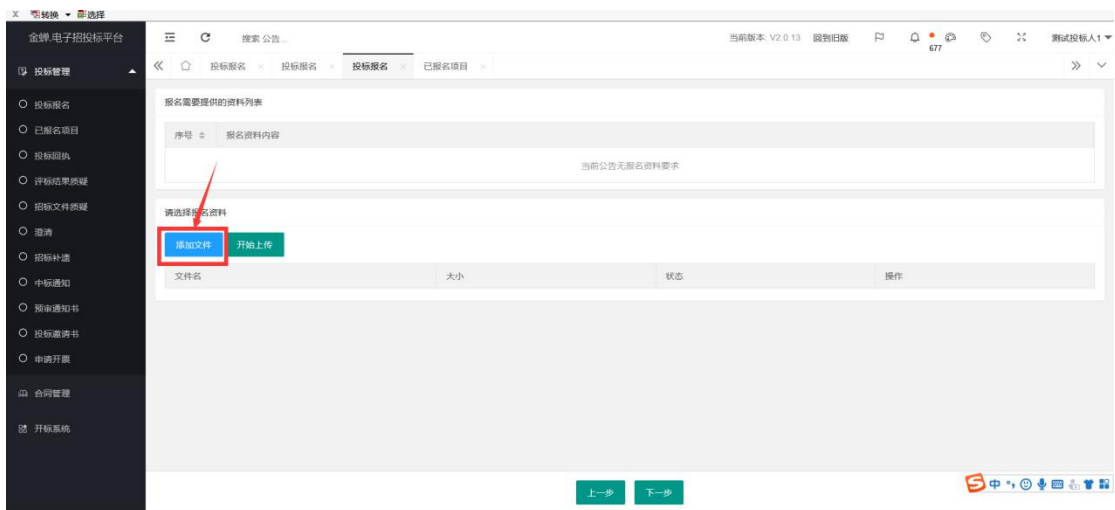 x 转换 选择
金蝉.电子招投标平台
搜索 公告...
当前版本: V2.0.13 回到旧版
677
测试投标人1
投标管理
投标报名 × 投标报名 × 投标报名 × 已报名项目 ×
投标报名
已报名项目
投标回执
评标结果质疑
招标文件质疑
澄清
招标补遗
中标通知
预审通知书
投标邀请书
申请开票
合同管理
开标系统
报名需要提供的资料列表
序号 报名资料内容
当前公告无报名资料要求
请选择报名资料
添加文件 开始上传
文件名 大小 状态 操作
上一步 下一步
中